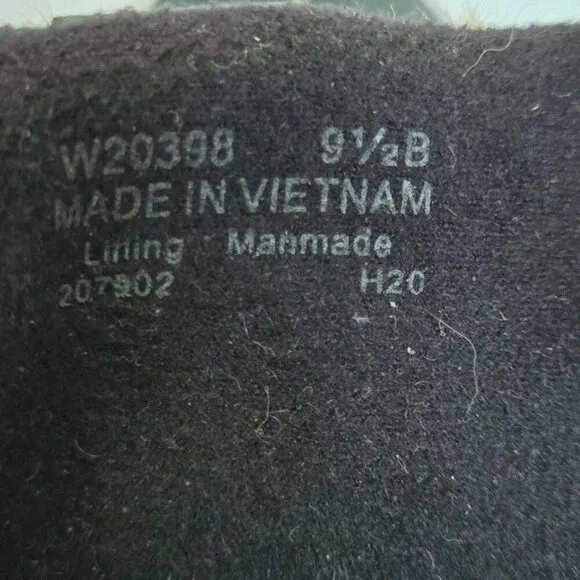 W20398 9½B
MADE IN VIETNAM
Lining Manmade
207902 H20